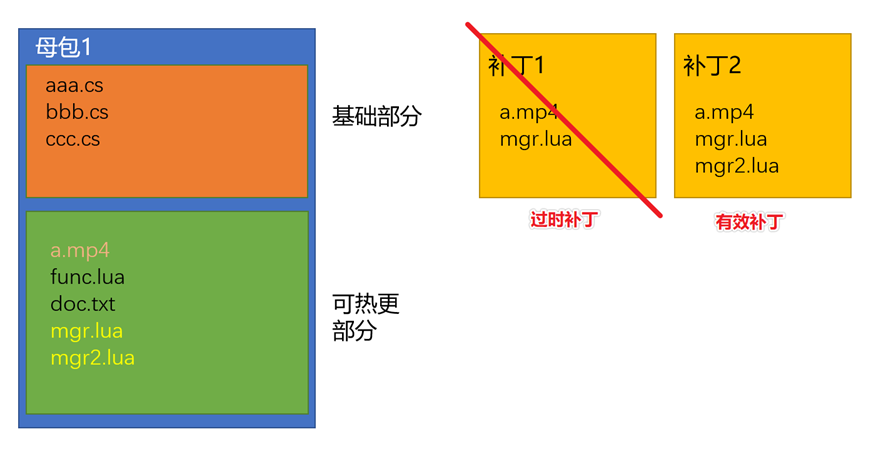 母包1
aaa.cs
bbb.cs
ccc.cs
基础部分
a.mp4
func.lua
doc.txt
mgr.lua
mgr2.lua
可热更
部分
补丁1
a.mp4
mgr.lua
过时补丁
补丁2
a.mp4
mgr.lua
mgr2.lua
有效补丁